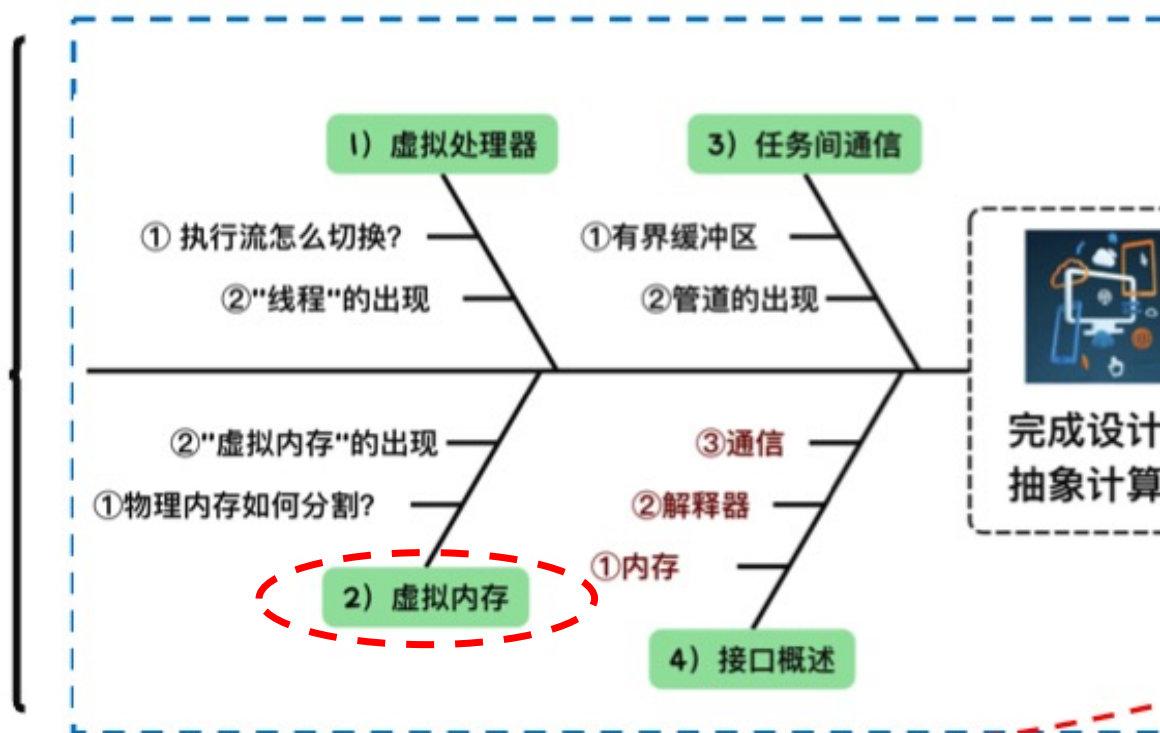 1）虚拟处理器
3）任务间通信
① 执行流怎么切换?
①有界缓冲区
②"线程"的出现
②管道的出现
完成设计
抽象计算
②"虚拟内存"的出现
③通信
①物理内存如何分割?
②解释器
①内存
2）虚拟内存
4）接口概述